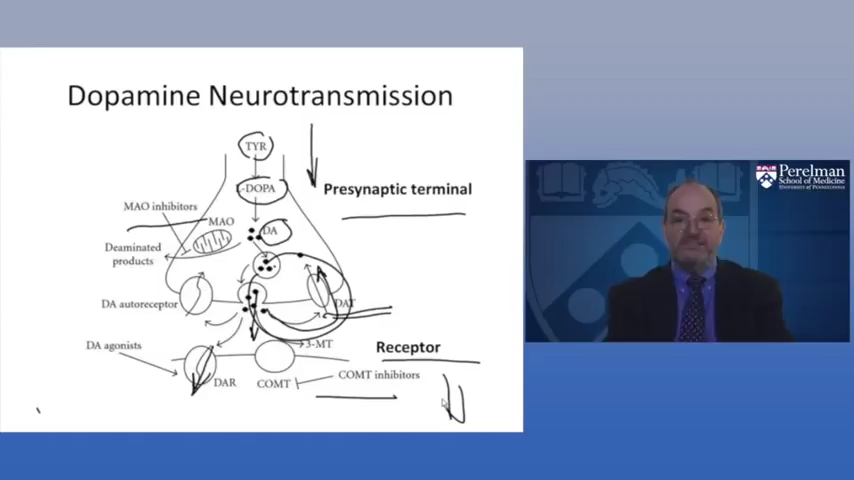 Dopamine Neurotransmission
TYR
L-DOPA
Presynaptic terminal
MAO inhibitors
MAO
DA
Deaminated
products
DA autoreceptor
DAT
3-MT
Receptor
DA agonists
DAR
COMT
COMT inhibitors
Perelman
School of Medicine
UNIVERSITY of PENNSYLVANIA